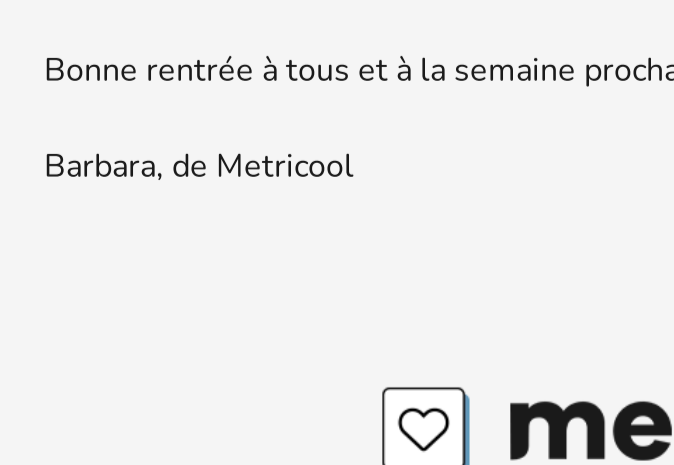 Bonne rentrée à tous et à la semaine procha
Barbara, de Metricool
me